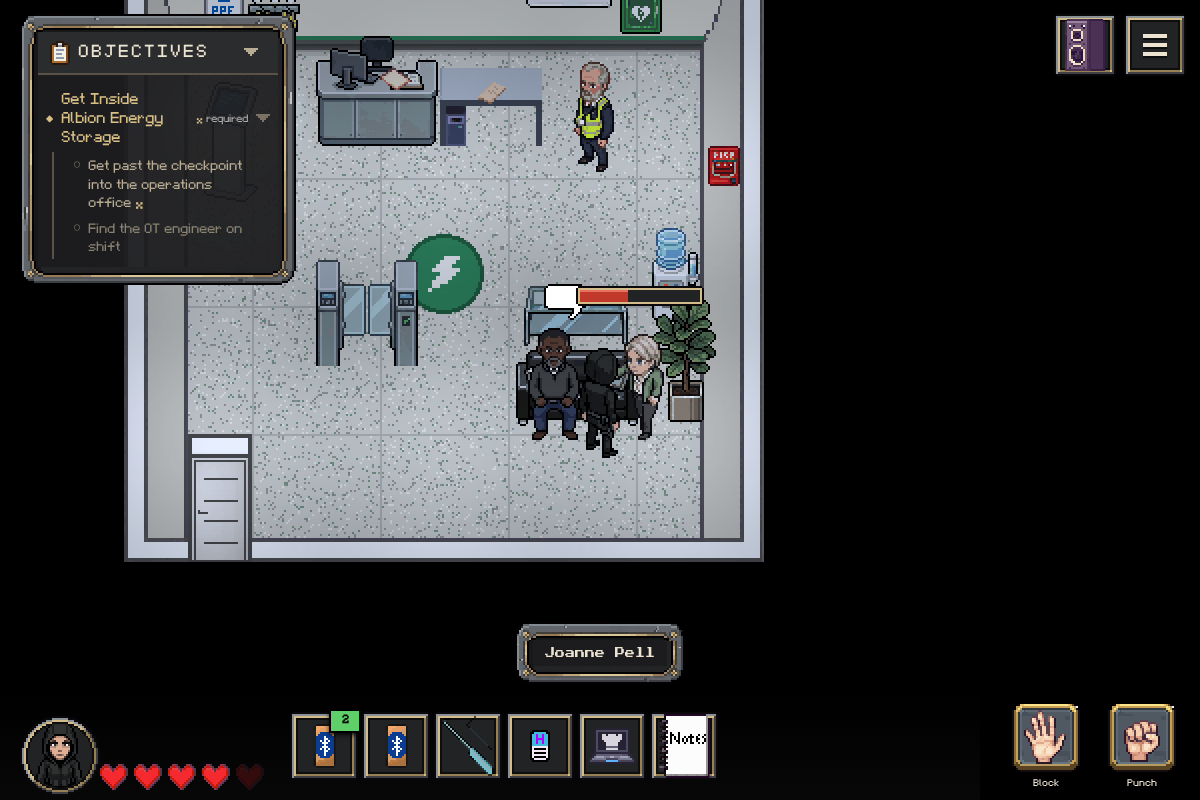 PPE
OBJECTIVES
Get Inside
Albion Energy
Storage
required
Get past the checkpoint
into the operations
office
Find the OT engineer on
shift
Joanne Pell
2
H
Notes
Block
Punch